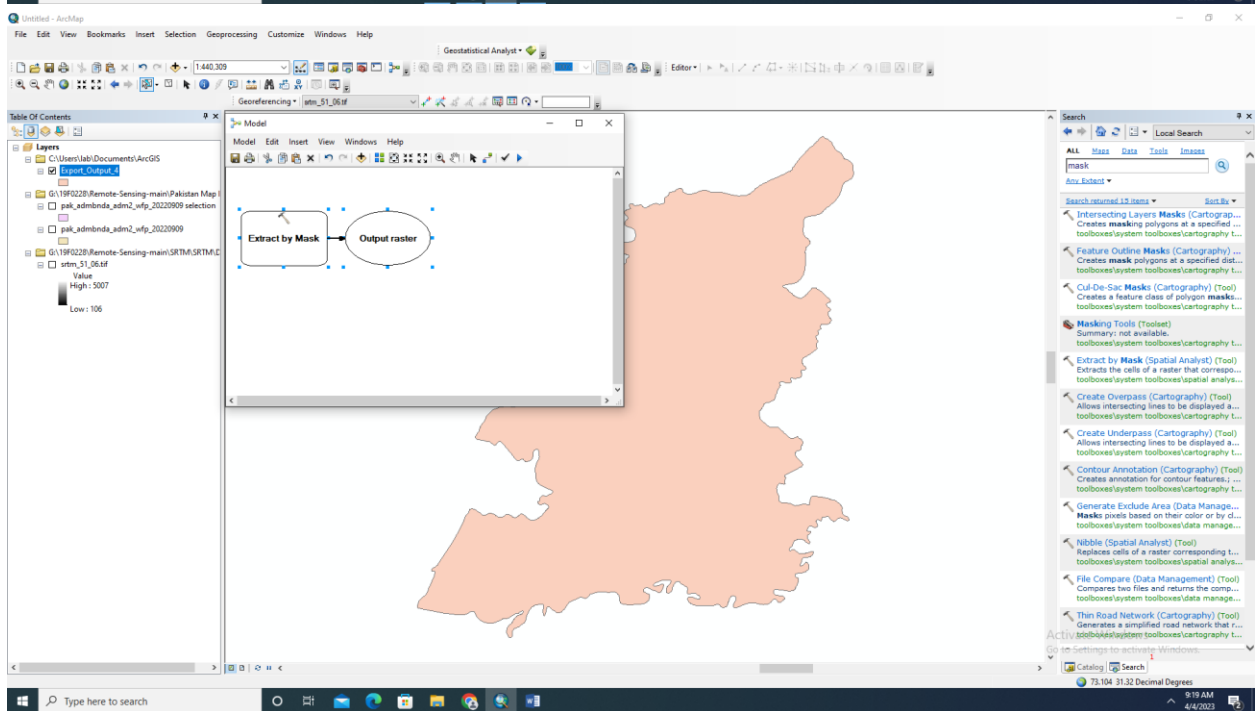 Untitled - ArcMap
File Edit View Bookmarks Insert Selection Geoprocessing Customize Windows Help
Geostatistical Analyst
1:440,309
Editor
Georeferencing srtm_51_06.tif
Table Of Contents
Layers
C:\Users\lab\Documents\ArcGIS
Export_Output_4
G:\19F0228\Remote-Sensing-main\Pakistan Map
pak_admbnda_adm2_wfp_20220909 selection
pak_admbnda_adm2_wfp_20220909
G:\19F0228\Remote-Sensing-main\SRTM\SRTM\
srtm_51_06.tif
Value
High : 5007
Low : 106
Model
Model Edit Insert View Windows Help
Extract by Mask
Output raster
Search
Local Search
ALL Maps Data Tools Images
mask
Any Extent
Search returned 15 items Sort By
Intersecting Layers Masks (Cartograp...
Creates masking polygons at a specified ...
toolboxes\system toolboxes\cartography t...
Feature Outline Masks (Cartography) ...
Creates mask polygons at a specified dist...
toolboxes\system toolboxes\cartography t...
Cul-De-Sac Masks (Cartography) (Tool)
Creates a feature class of polygon masks...
toolboxes\system toolboxes\cartography t...
Masking Tools (Toolset)
Summary: not available.
toolboxes\system toolboxes\cartography t...
Extract by Mask (Spatial Analyst) (Tool)
Extracts the cells of a raster that correspo...
toolboxes\system toolboxes\spatial analys...
Create Overpass (Cartography) (Tool)
Allows intersecting lines to be displayed a...
toolboxes\system toolboxes\cartography t...
Create Underpass (Cartography) (Tool)
Allows intersecting lines to be displayed a...
toolboxes\system toolboxes\cartography t...
Contour Annotation (Cartography) (Tool)
Creates annotation for contour features.; ...
toolboxes\system toolboxes\cartography t...
Generate Exclude Area (Data Manage...
Masks pixels based on their color or by cl...
toolboxes\system toolboxes\data manage...
Nibble (Spatial Analyst) (Tool)
Replaces cells of a raster corresponding t...
toolboxes\system toolboxes\spatial analys...
File Compare (Data Management) (Tool)
Compares two files and returns the comp...
toolboxes\system toolboxes\data manage...
Thin Road Network (Cartography) (Tool)
Generates a simplified road network that r...
toolboxes\system toolboxes\cartography t...
Activate Windows
Go to Settings to activate Windows.
1
Catalog Search
73.104 31.32 Decimal Degrees
Type here to search
9:19 AM
4/4/2023
2